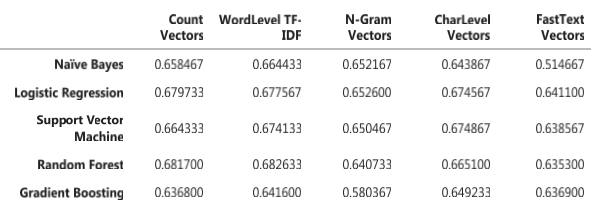 Count Vectors WordLevel TF-IDF N-Gram Vectors CharLevel Vectors FastText Vectors
Naïve Bayes 0.658467 0.664433 0.652167 0.643867 0.514667
Logistic Regression 0.679733 0.677567 0.652600 0.674567 0.641100
Support Vector Machine 0.664333 0.674133 0.650467 0.674867 0.638567
Random Forest 0.681700 0.682633 0.640733 0.665100 0.635300
Gradient Boosting 0.636800 0.641600 0.580367 0.649233 0.636900